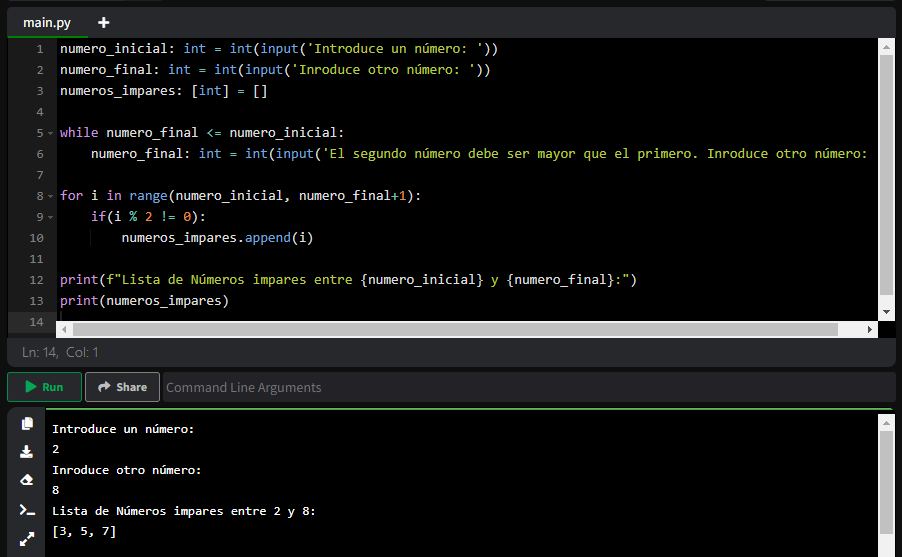 main.py +
1 numero_inicial: int = int(input('Introduce un número: '))
2 numero_final: int = int(input('Inroduce otro número: '))
3 numeros_impares: [int] = []
4
5 while numero_final <= numero_inicial:
6 numero_final: int = int(input('El segundo número debe ser mayor que el primero. Inroduce otro número:
7
8 for i in range(numero_inicial, numero_final+1):
9 if(i % 2 != 0):
10 numeros_impares.append(i)
11
12 print(f"Lista de Números impares entre {numero_inicial} y {numero_final}:")
13 print(numeros_impares)
14
Ln: 14, Col: 1
Run Share Command Line Arguments
Introduce un número:
2
Inroduce otro número:
8
Lista de Números impares entre 2 y 8:
[3, 5, 7]